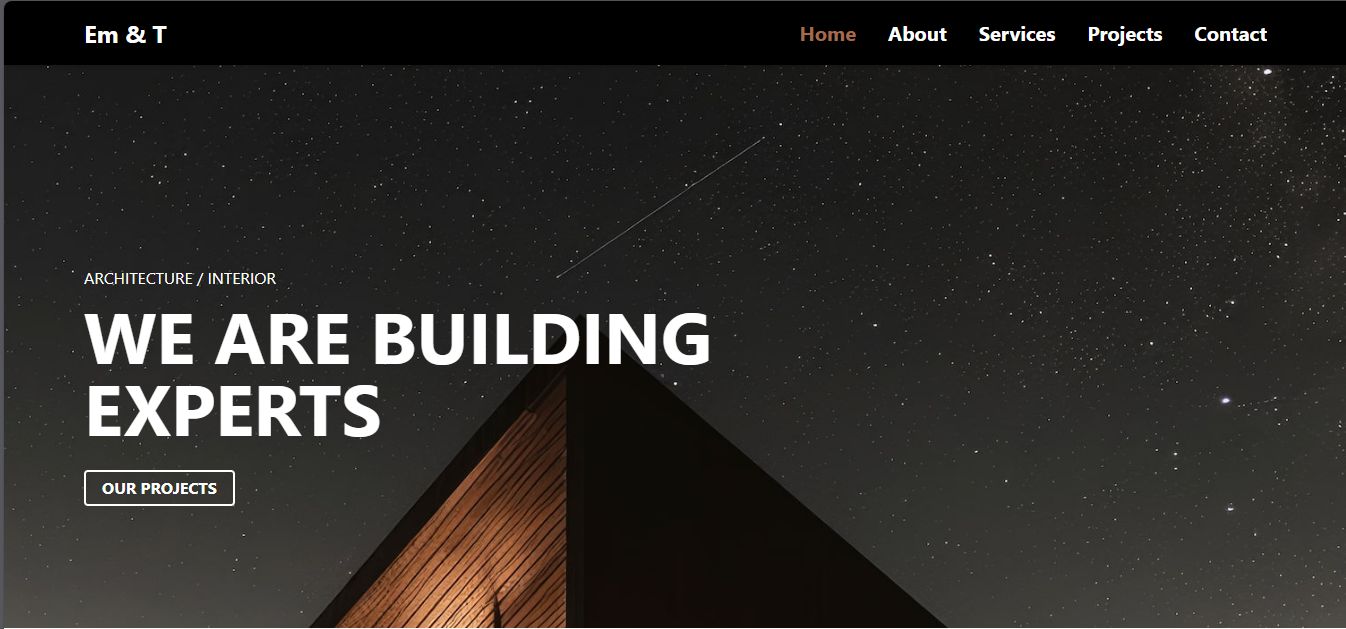 Em & T
Home About Services Projects Contact
ARCHITECTURE / INTERIOR
WE ARE BUILDING
EXPERTS
OUR PROJECTS